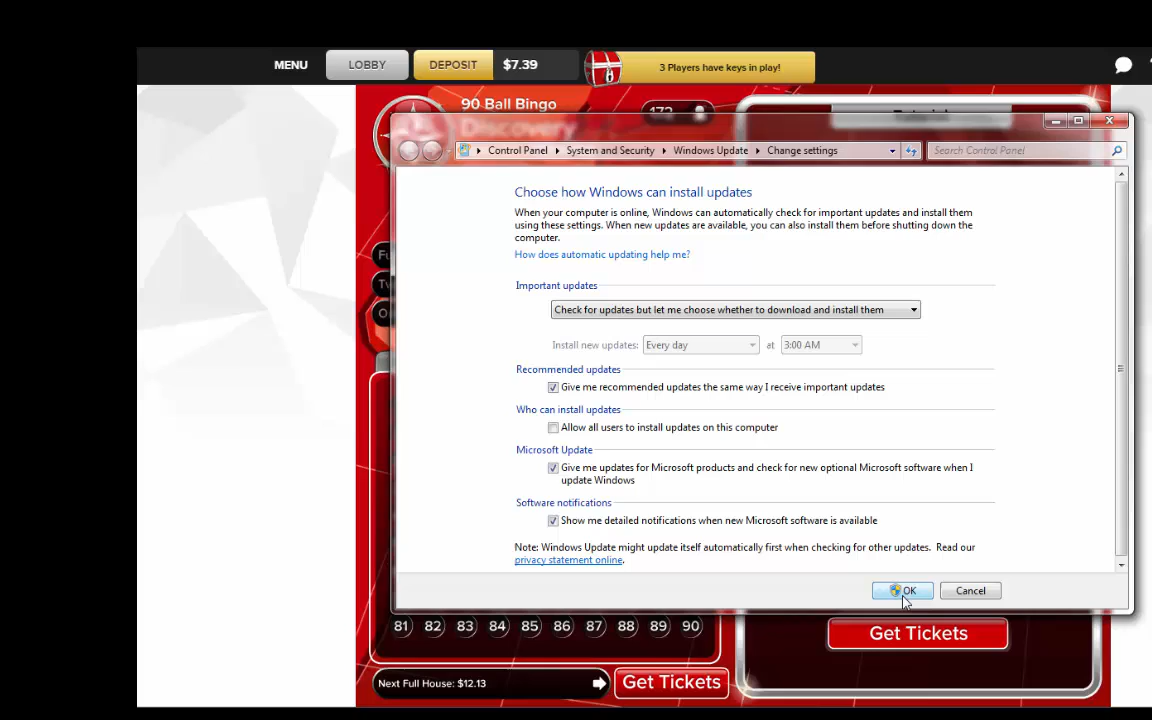 MENU LOBBY DEPOSIT $7.39 3 Players have keys in play!
90 Ball Bingo
Discovery
172
Tutorial
Control Panel System and Security Windows Update Change settings Search Control Panel
Choose how Windows can install updates
When your computer is online, Windows can automatically check for important updates and install them
using these settings. When new updates are available, you can also install them before shutting down the
computer.
How does automatic updating help me?
Fu
Important updates
Tw
Check for updates but let me choose whether to download and install them
O
Install new updates: Every day at 3:00 AM
Recommended updates
Give me recommended updates the same way I receive important updates
Who can install updates
Allow all users to install updates on this computer
Microsoft Update
Give me updates for Microsoft products and check for new optional Microsoft software when I
update Windows
Software notifications
Show me detailed notifications when new Microsoft software is available
Note: Windows Update might update itself automatically first when checking for other updates. Read our
privacy statement online.
OK Cancel
81 82 83 84 85 86 87 88 89 90
Get Tickets
Next Full House: $12.13 Get Tickets